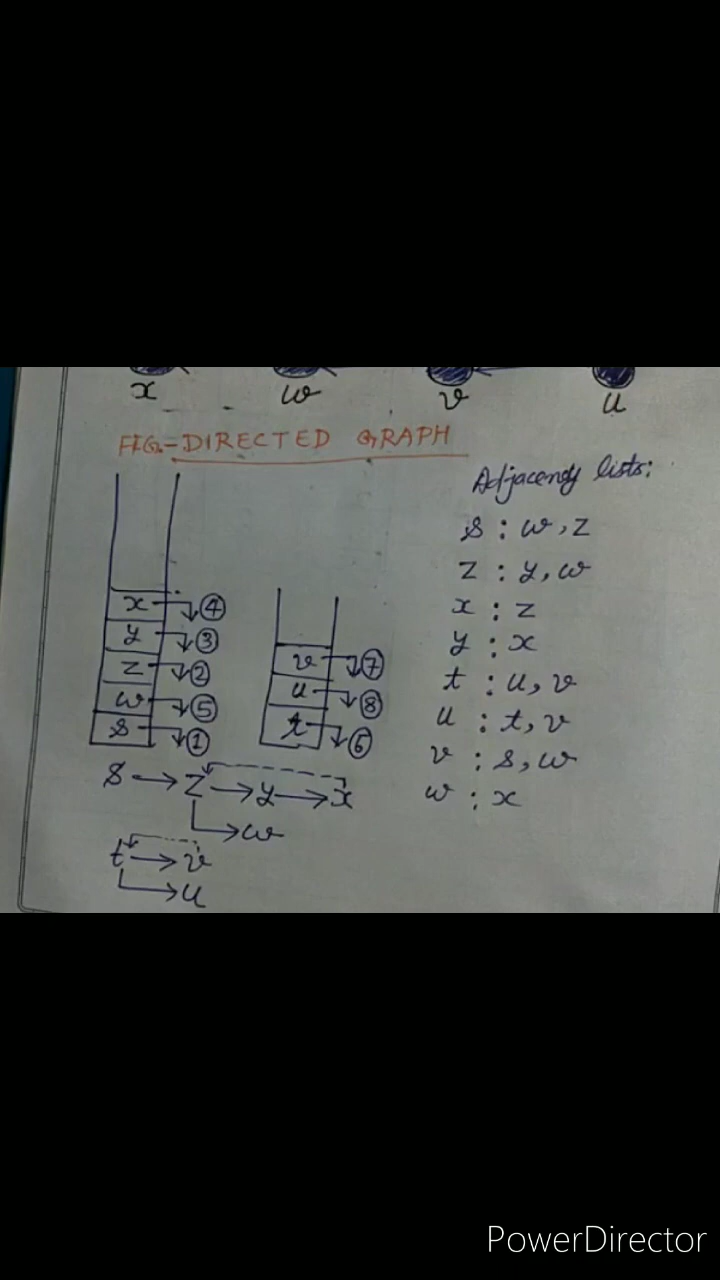 x w v u
FIG.-DIRECTED GRAPH
Adjacency lists:
s : w, z
z : y, w
x : z
y : x
t : u, v
u : t, v
v : s, w
w : x
x 4
y 3
z 2
w 5
s 1
v 7
u 8
t 6
s z y x
w
t v
u
PowerDirector